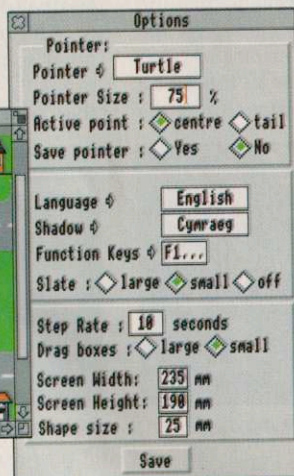 Options
Pointer:
Pointer Turtle
Pointer Size : 75 %
Active point : centre tail
Save pointer : Yes No
Language English
Shadow Cymraeg
Function Keys F1...
Slate : large small off
Step Rate : 10 seconds
Drag boxes : large small
Screen Width: 235 mm
Screen Height: 190 mm
Shape size : 25 mm
Save